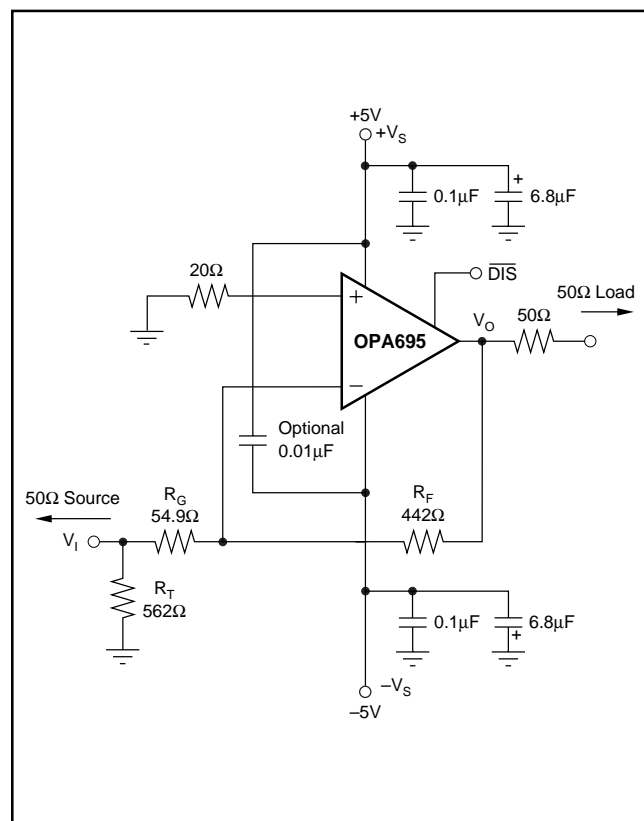 +5V
+V_S
+
0.1μF
6.8μF
20Ω
DIS
50Ω Load
+
V_O
50Ω
OPA695
−
Optional
0.01μF
50Ω Source
R_G
54.9Ω
R_F
442Ω
V_I
R_T
562Ω
0.1μF
6.8μF
+
−V_S
−5V